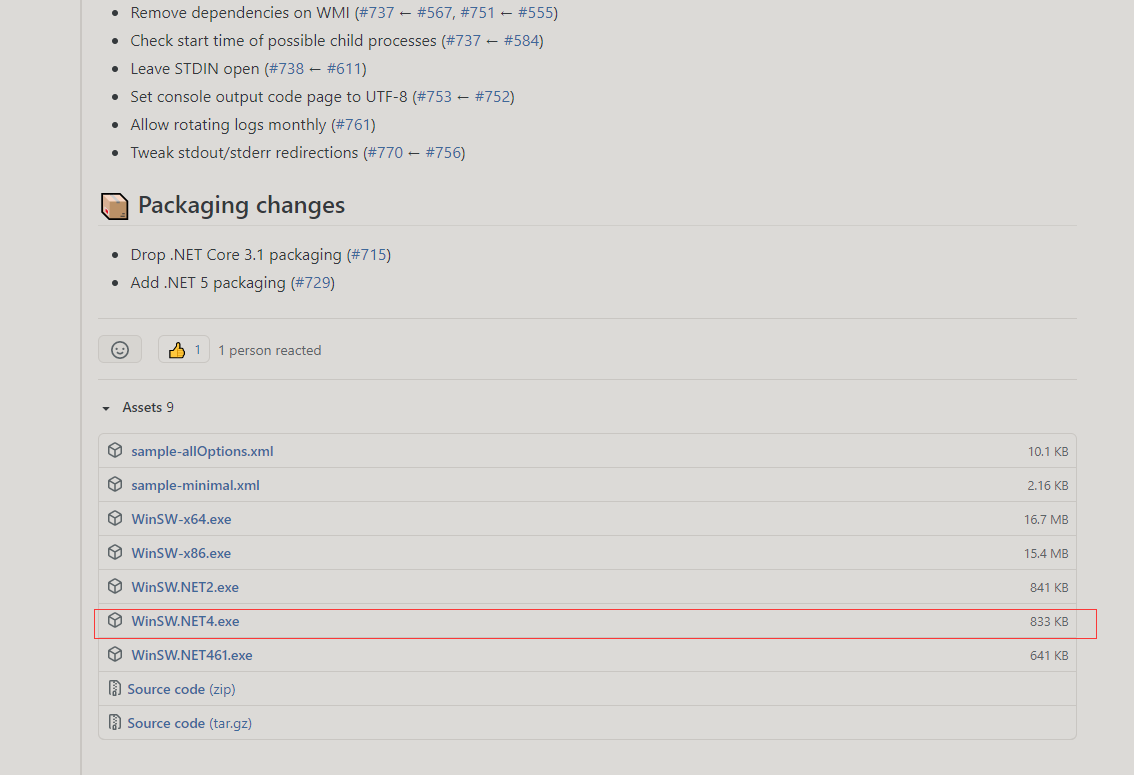 Remove dependencies on WMI (#737 ← #567, #751 ← #555)
Check start time of possible child processes (#737 ← #584)
Leave STDIN open (#738 ← #611)
Set console output code page to UTF-8 (#753 ← #752)
Allow rotating logs monthly (#761)
Tweak stdout/stderr redirections (#770 ← #756)
Packaging changes
Drop .NET Core 3.1 packaging (#715)
Add .NET 5 packaging (#729)
1 1 person reacted
Assets 9
sample-allOptions.xml 10.1 KB
sample-minimal.xml 2.16 KB
WinSW-x64.exe 16.7 MB
WinSW-x86.exe 15.4 MB
WinSW.NET2.exe 841 KB
WinSW.NET4.exe 833 KB
WinSW.NET461.exe 641 KB
Source code (zip)
Source code (tar.gz)